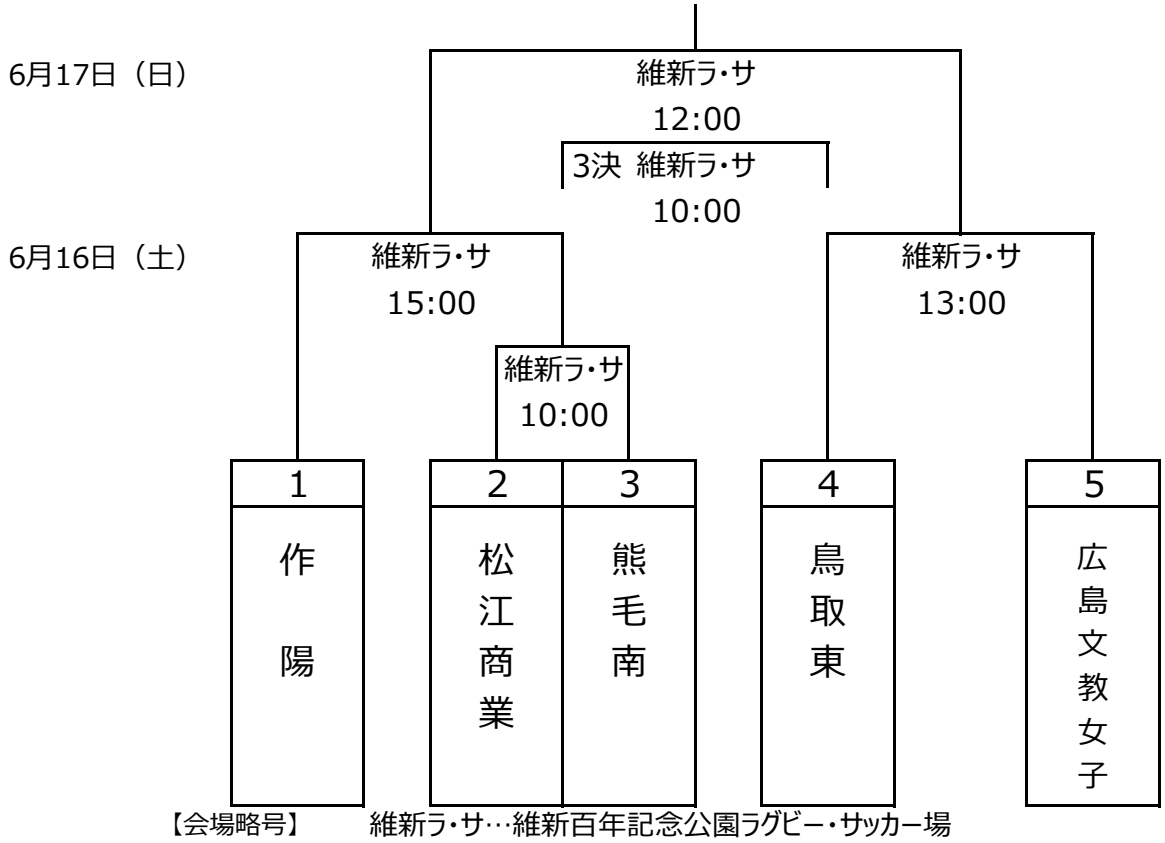 6月17日（日）
維新ラ・サ
12:00
3決 維新ラ・サ
10:00
6月16日（土）
維新ラ・サ
15:00
維新ラ・サ
13:00
維新ラ・サ
10:00
1
作陽
2
松江商業
3
熊毛南
4
鳥取東
5
広島文教女子
【会場略号】 維新ラ・サ…維新百年記念公園ラグビー・サッカー場